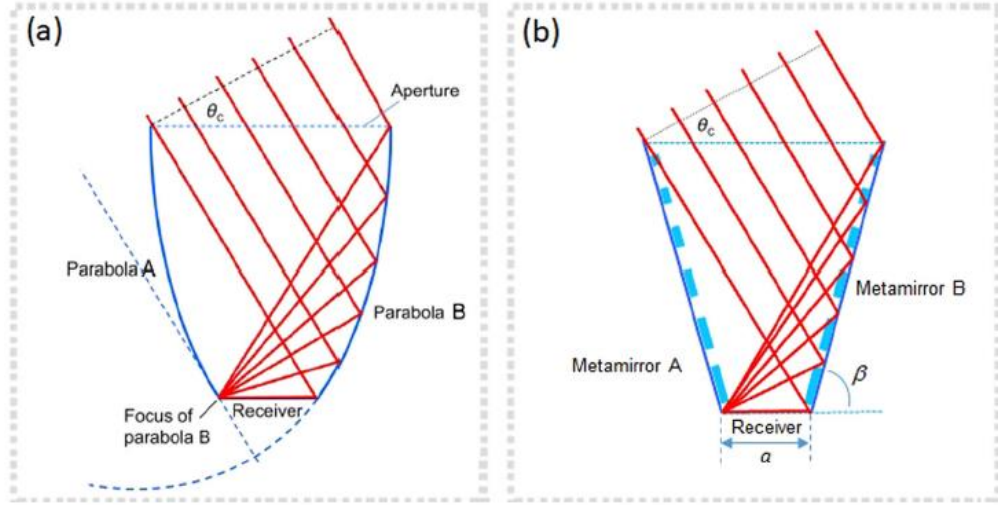 (a)
θc
Aperture
Parabola A
Parabola B
Focus of
parabola B
Receiver
(b)
θc
Metamirror B
Metamirror A
β
Receiver
a